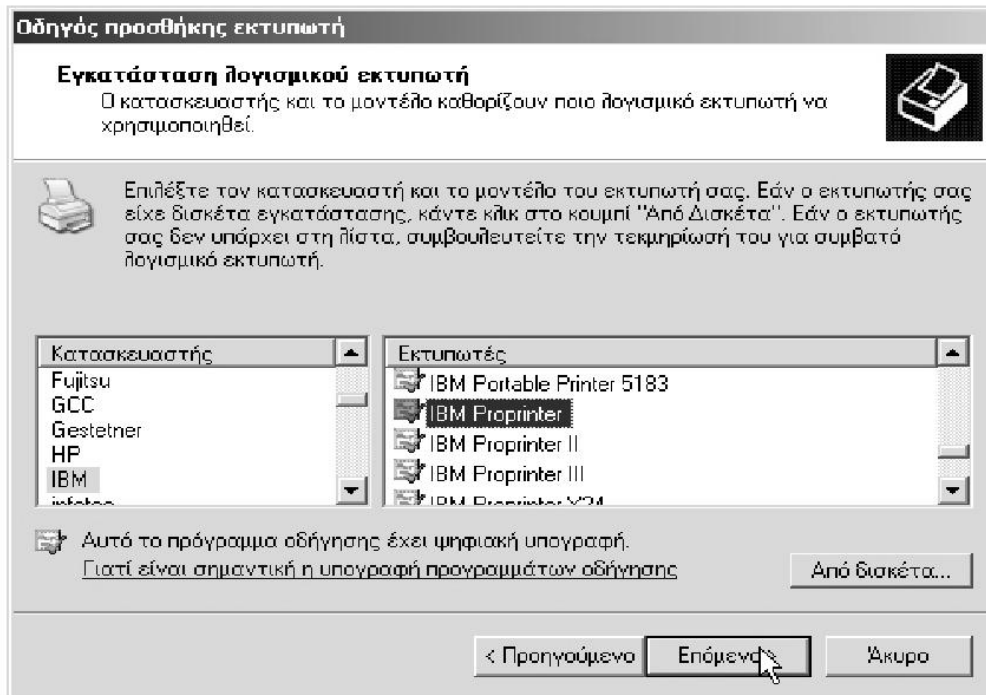 Οδηγός προσθήκης εκτυπωτή
Εγκατάσταση λογισμικού εκτυπωτή
Ο κατασκευαστής και το μοντέλο καθορίζουν ποιο λογισμικό εκτυπωτή να
χρησιμοποιηθεί.
Επιλέξτε τον κατασκευαστή και το μοντέλο του εκτυπωτή σας. Εάν ο εκτυπωτής σας
είχε δισκέτα εγκατάστασης, κάντε κλικ στο κουμπί "Από Δισκέτα". Εάν ο εκτυπωτής
σας δεν υπάρχει στη λίστα, συμβουλευτείτε την τεκμηρίωσή του για συμβατό
λογισμικό εκτυπωτή.
Κατασκευαστής
Fujitsu
GCC
Gestetner
HP
IBM
Εκτυπωτές
IBM Portable Printer 5183
IBM Proprinter
IBM Proprinter II
IBM Proprinter III
IBM Proprinter X24
Αυτό το πρόγραμμα οδήγησης έχει ψηφιακή υπογραφή.
Γιατί είναι σημαντική η υπογραφή προγραμμάτων οδήγησης
Από δισκέτα...
< Προηγούμενο
Επόμενο >
Άκυρο